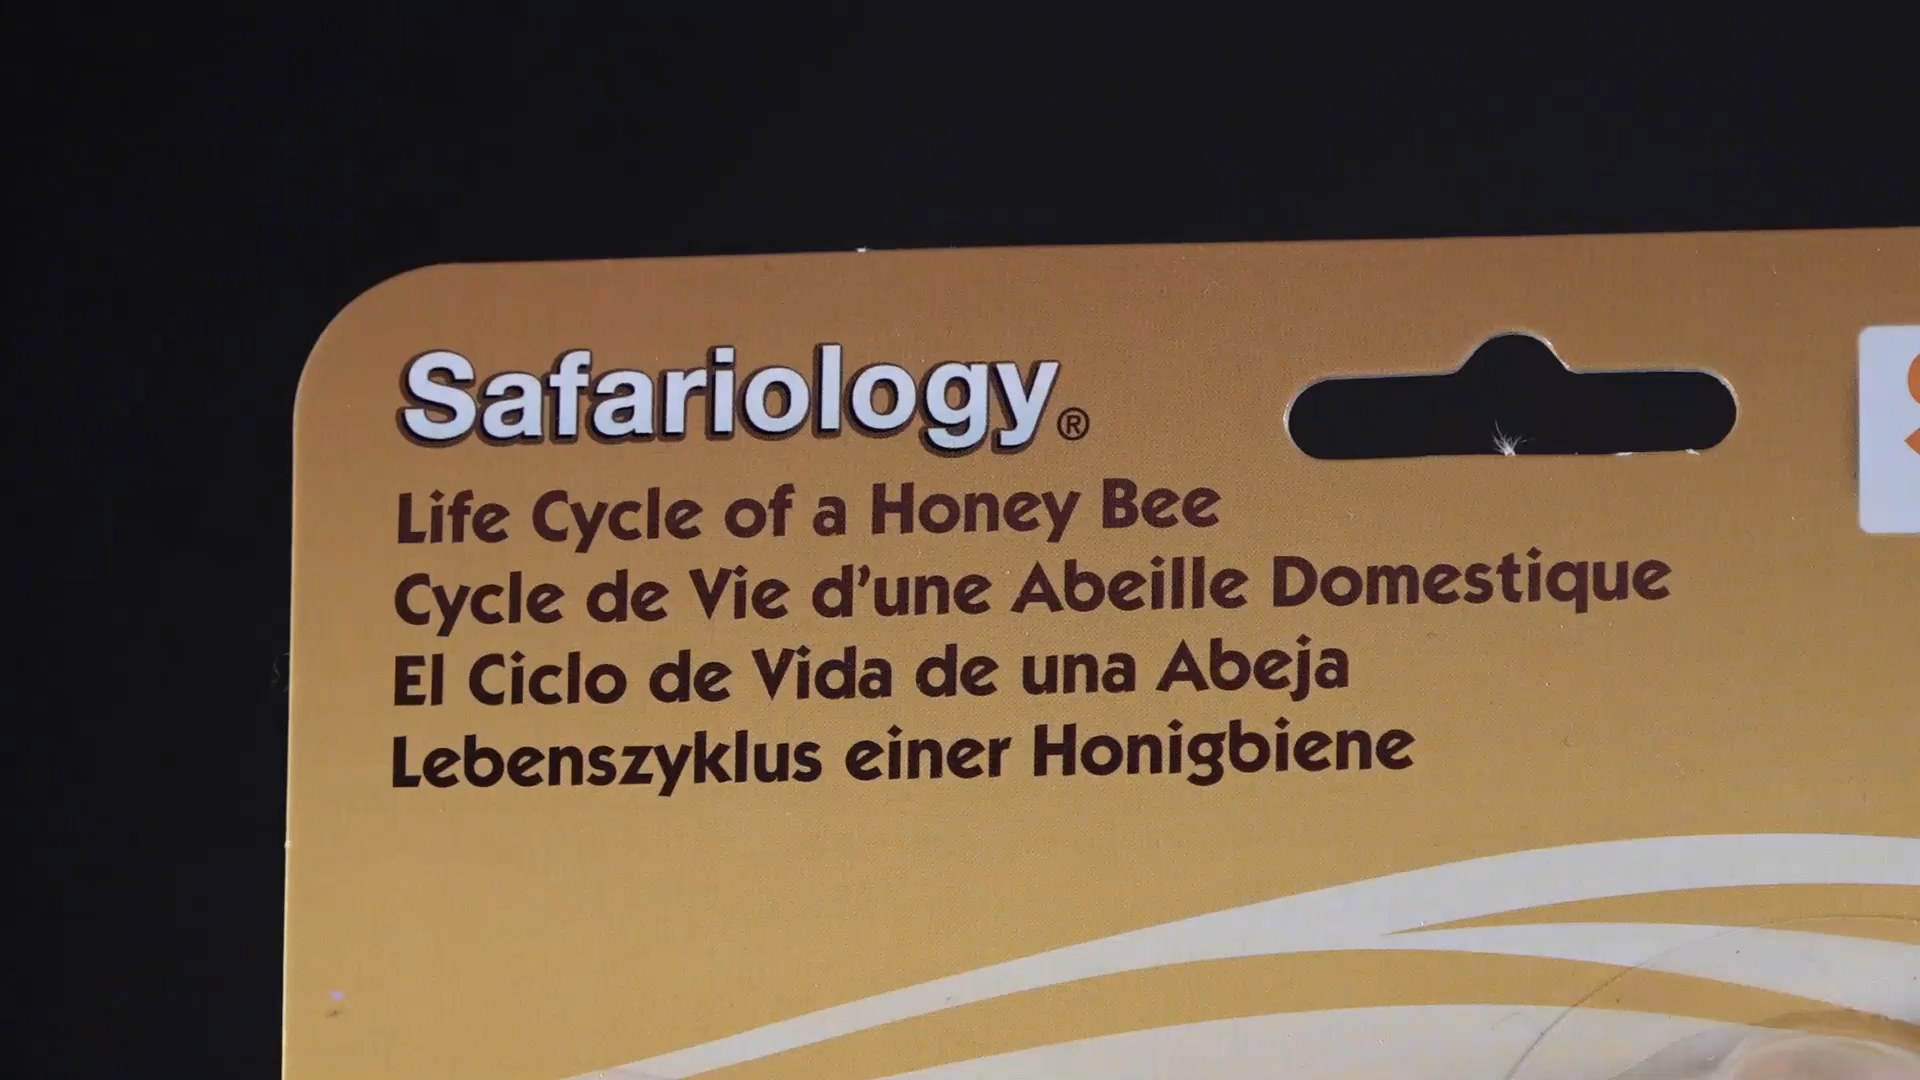 Safariology®
Life Cycle of a Honey Bee
Cycle de Vie d'une Abeille Domestique
El Ciclo de Vida de una Abeja
Lebenszyklus einer Honigbiene